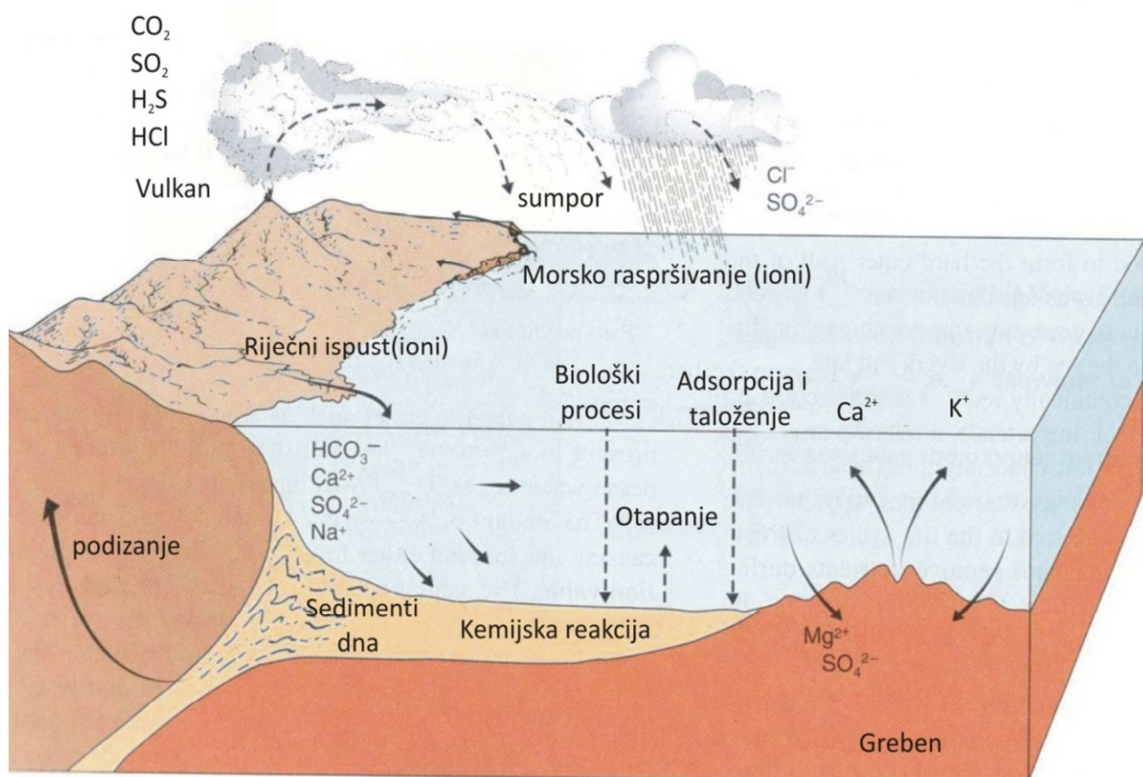 CO₂
SO₂
H₂S
HCl
Vulkan
sumpor
Cl⁻
SO₄²⁻
Morsko raspršivanje (ioni)
Riječni ispust(ioni)
Biološki
procesi
Adsorpcija i
taloženje
Ca²⁺
K⁺
HCO₃⁻
Ca²⁺
SO₄²⁻
Na⁺
podizanje
Otapanje
Sedimenti
dna
Kemijska reakcija
Mg²⁺
SO₄²⁻
Greben